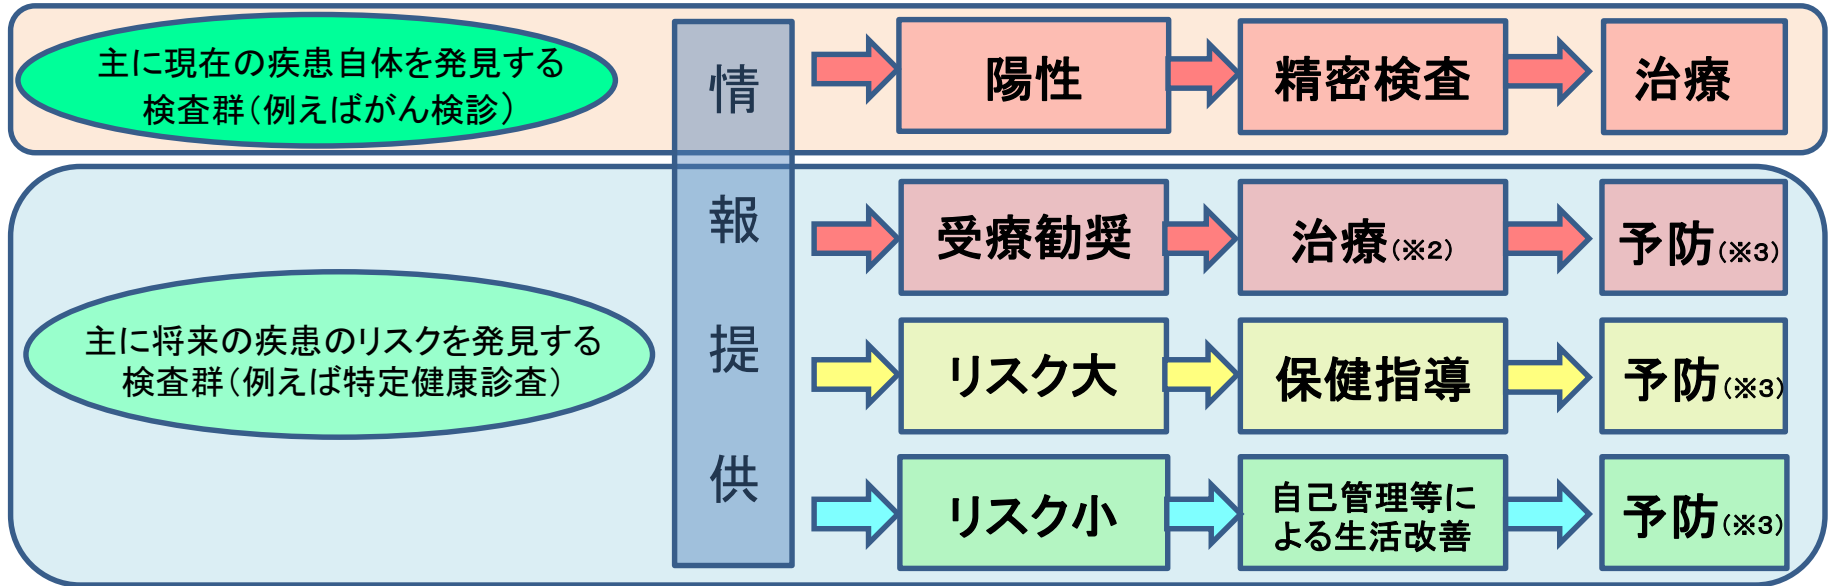 主に現在の疾患自体を発見する
検査群(例えばがん検診)
情
報
提
供
陽性
精密検査
治療
主に将来の疾患のリスクを発見する
検査群(例えば特定健康診査)
受療勧奨
治療(※2)
予防(※3)
リスク大
保健指導
予防(※3)
リスク小
自己管理等に
よる生活改善
予防(※3)